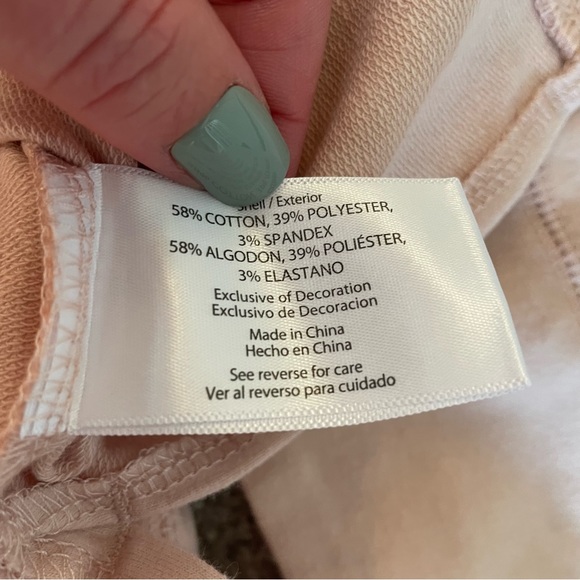 Shell / Exterior
58% COTTON, 39% POLYESTER,
3% SPANDEX
58% ALGODON, 39% POLIÉSTER,
3% ELASTANO
Exclusive of Decoration
Exclusivo de Decoracion
Made in China
Hecho en China
See reverse for care
Ver al reverso para cuidado